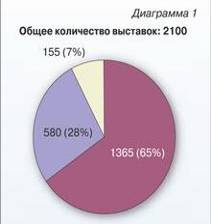 Диаграмма 1
Общее количество выставок: 2100
155 (7%)
580 (28%)
1365 (65%)